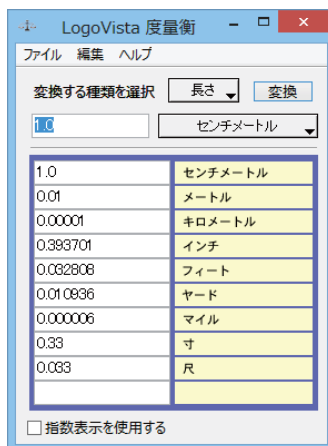 LogoVista 度量衡
ファイル 編集 ヘルプ
変換する種類を選択 長さ 変換
1.0 センチメートル
1.0 センチメートル
0.01 メートル
0.00001 キロメートル
0.393701 インチ
0.032808 フィート
0.010936 ヤード
0.000006 マイル
0.33 寸
0.033 尺
指数表示を使用する